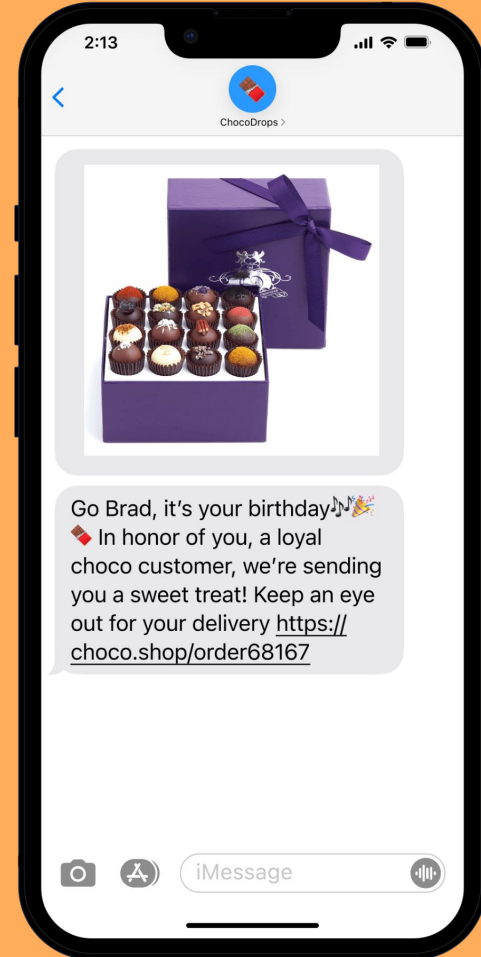 2:13
ChocoDrops >
Go Brad, it's your birthday🎶🎉
🍫 In honor of you, a loyal
choco customer, we're sending
you a sweet treat! Keep an eye
out for your delivery https://
choco.shop/order68167
iMessage